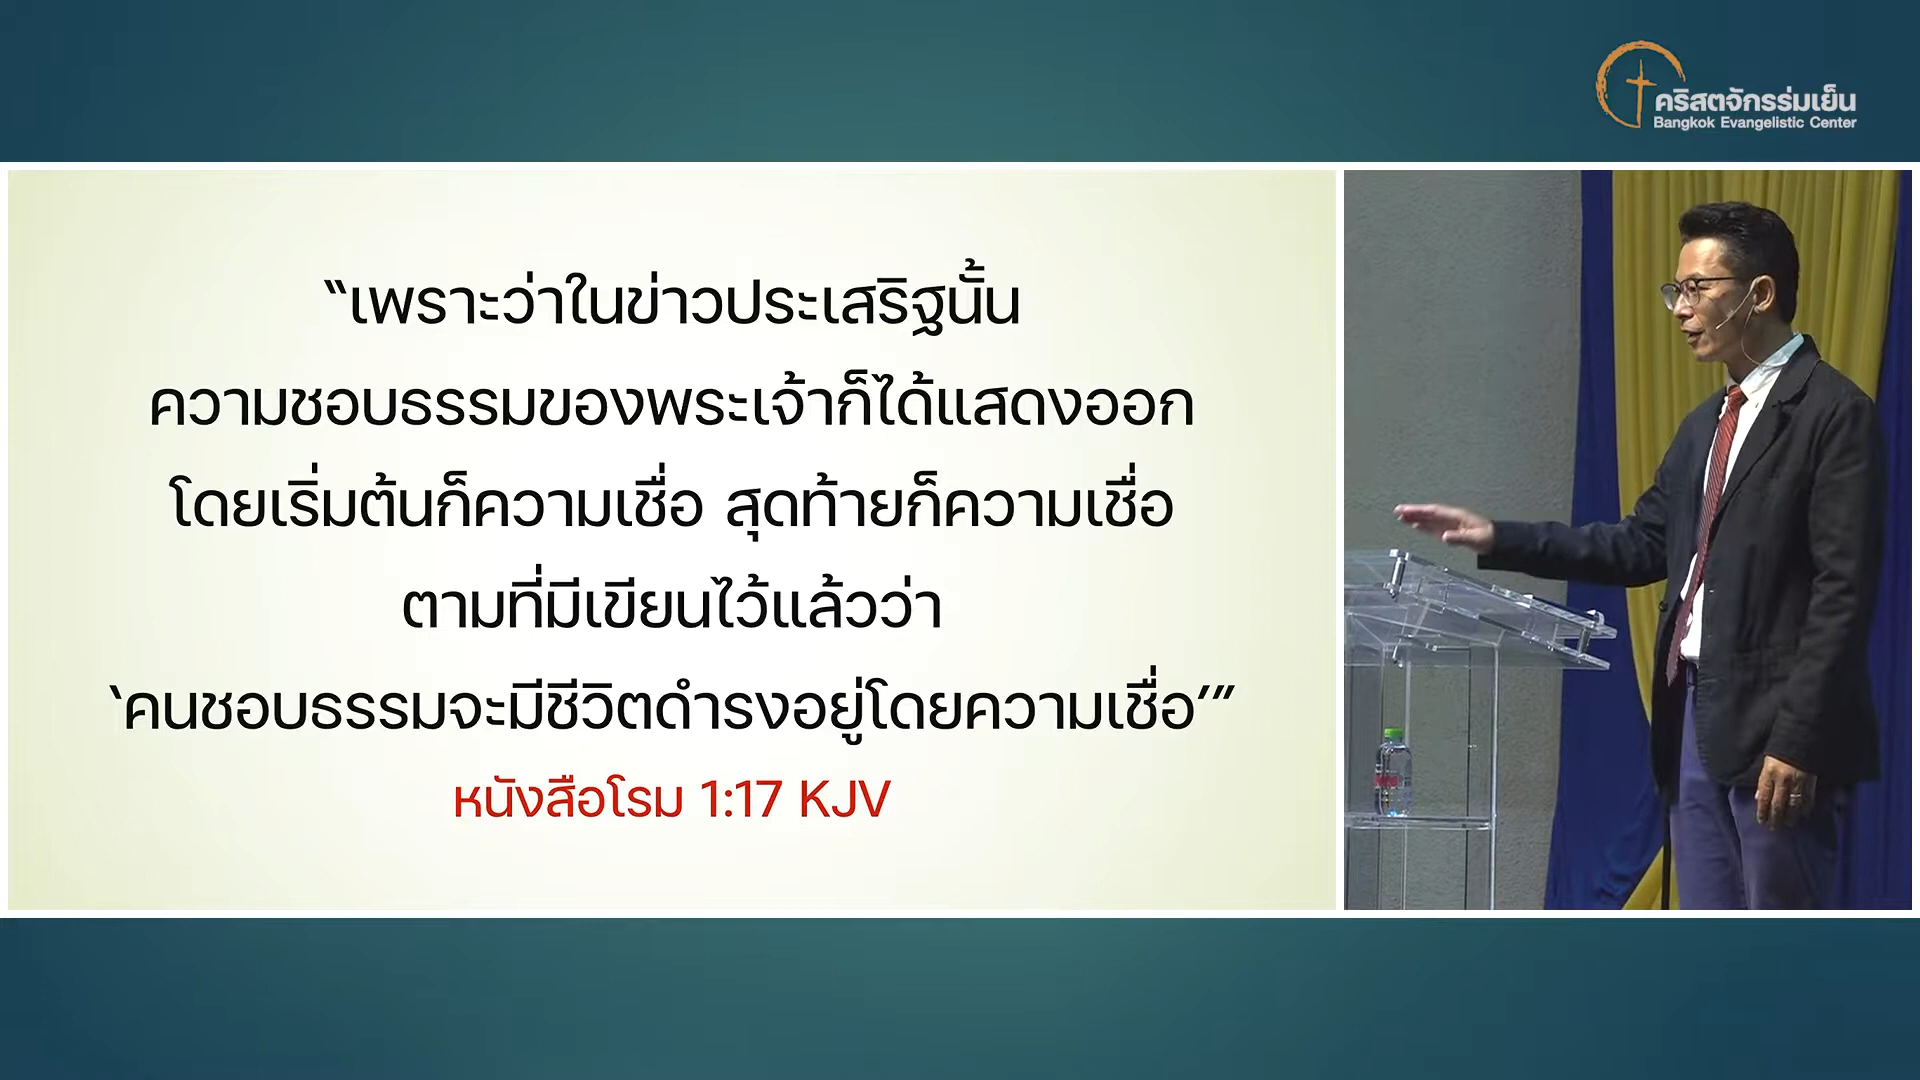 คริสตจักรร่มเย็น
Bangkok Evangelistic Center
“เพราะว่าในข่าวประเสริฐนั้น
ความชอบธรรมของพระเจ้าก็ได้แสดงออก
โดยเริ่มต้นก็ความเชื่อ สุดท้ายก็ความเชื่อ
ตามที่มีเขียนไว้แล้วว่า
‘คนชอบธรรมจะมีชีวิตดำรงอยู่โดยความเชื่อ’”
หนังสือโรม 1:17 KJV